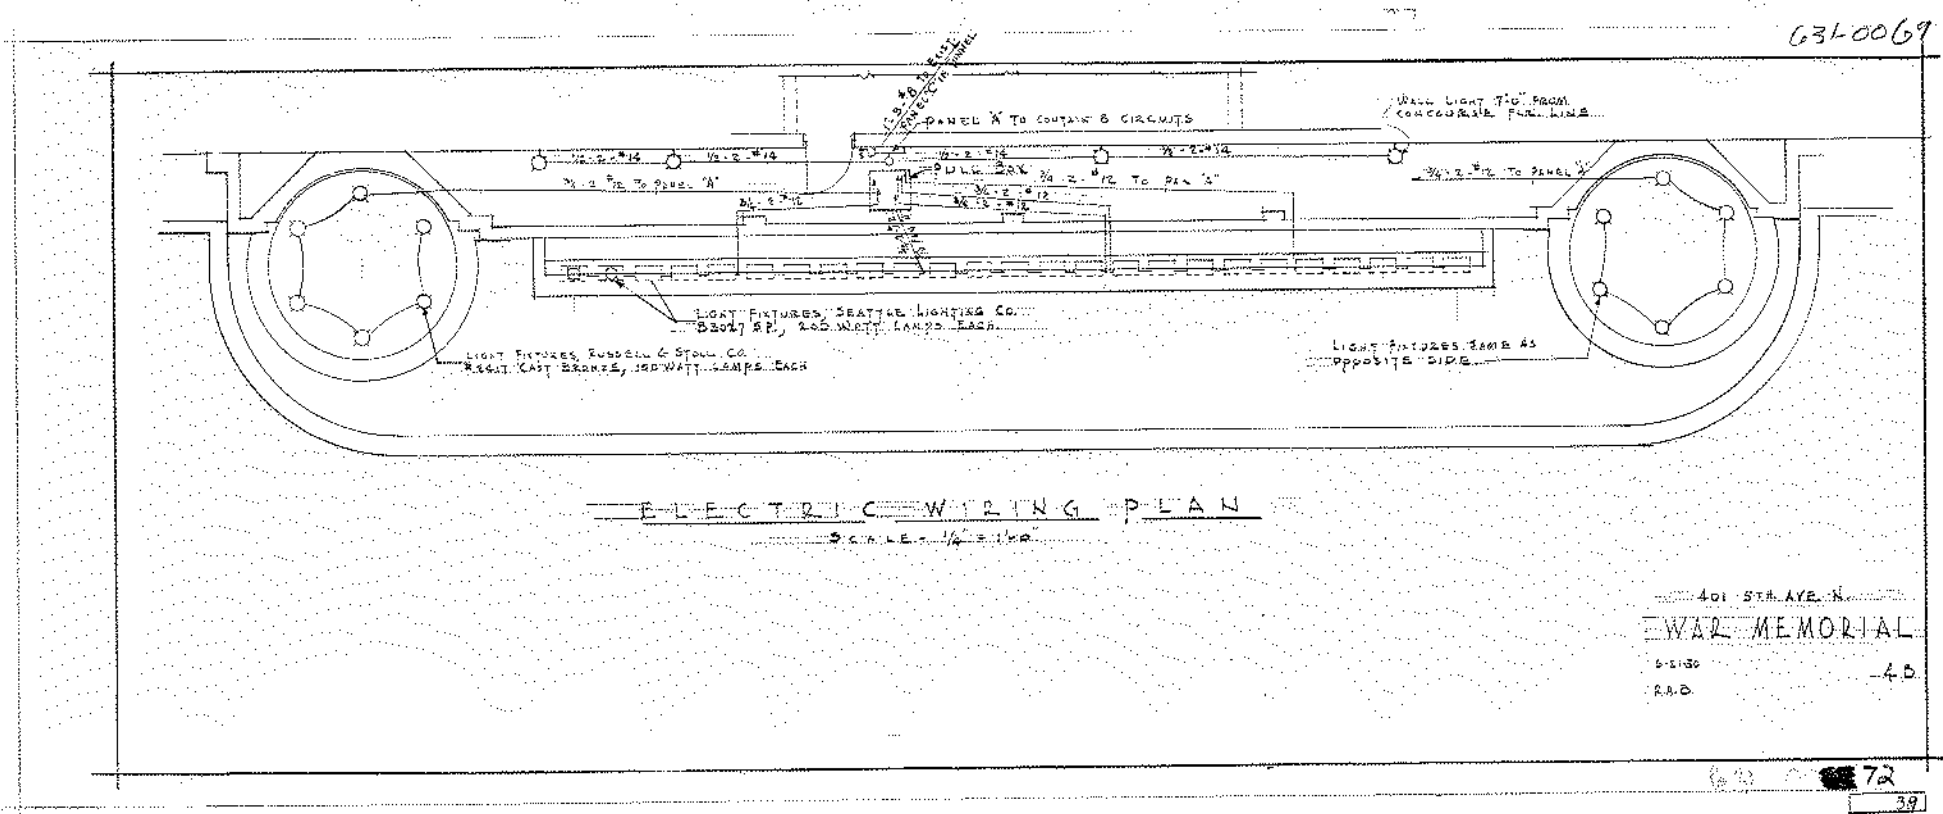 631-0069
WALL LIGHT 7'-0" FROM
CONCOURSE FLR. LINE
PANEL "A" TO CONTAIN 8 CIRCUITS
½-2-#14
½-2-#14
½-2-#14
½-2-#14
PULL BOX
¾-2-#12 TO PANEL "A"
¾-2-#12 TO PAN "A"
¾-2-#12 TO PANEL "A"
¾-2-#12
¾-2-#12
¾-2-#12
LIGHT FIXTURES, SEATTLE LIGHTING CO.
200 WATT LAMPS EACH
LIGHT FIXTURES, RUSSELL & STOLL CO.
CAST BRONZE, 100 WATT LAMPS EACH
LIGHT FIXTURES SAME AS
OPPOSITE SIDE
ELECTRIC WIRING PLAN
SCALE - ¼" = 1'-0"
401 5TH AVE N.
WAR MEMORIAL
4B
R.A.B.
72
39